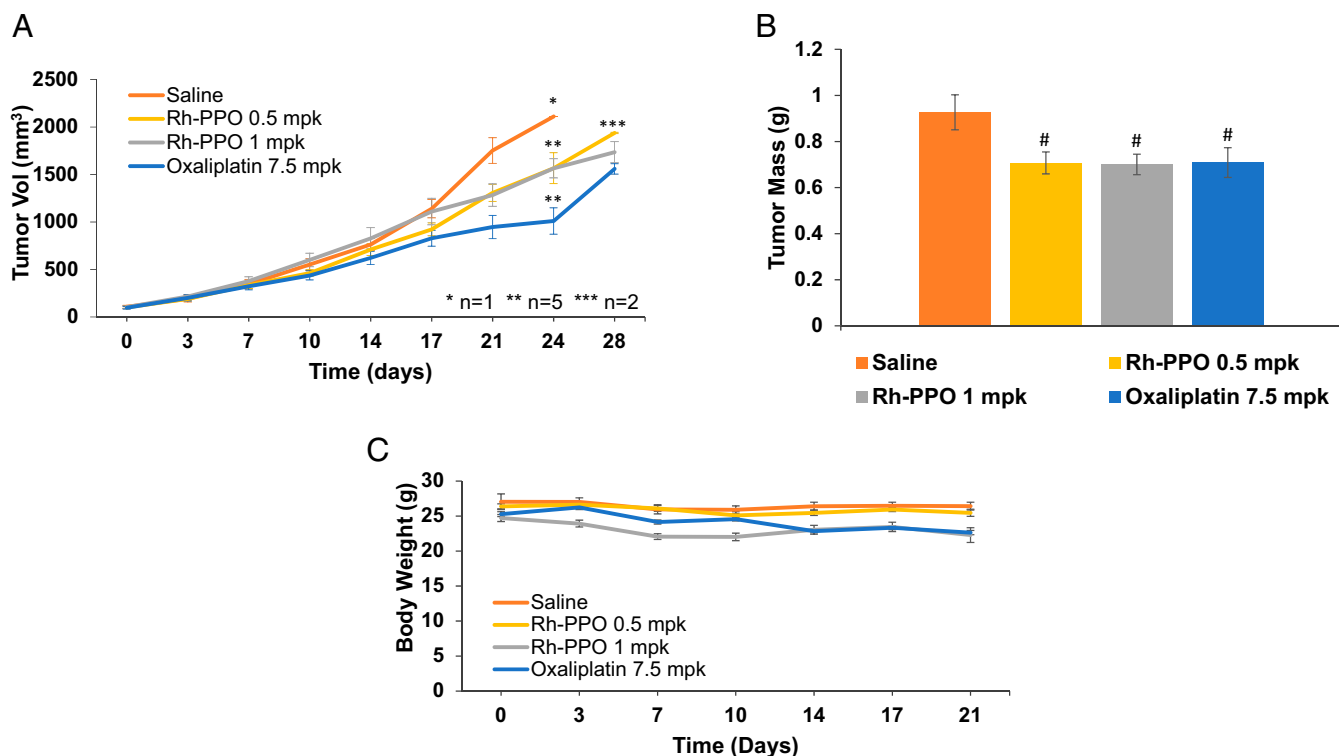 A
Tumor Vol (mm³)
2500
2000
1500
1000
500
0
Saline
Rh-PPO 0.5 mpk
Rh-PPO 1 mpk
Oxaliplatin 7.5 mpk
*
***
**
**
* n=1 ** n=5 *** n=2
0 3 7 10 14 17 21 24 28
Time (days)
B
Tumor Mass (g)
1.2
1
0.8
0.6
0.4
0.2
0
# # #
Saline Rh-PPO 0.5 mpk
Rh-PPO 1 mpk Oxaliplatin 7.5 mpk
C
Body Weight (g)
30
25
20
15
10
5
0
Saline
Rh-PPO 0.5 mpk
Rh-PPO 1 mpk
Oxaliplatin 7.5 mpk
0 3 7 10 14 17 21
Time (Days)